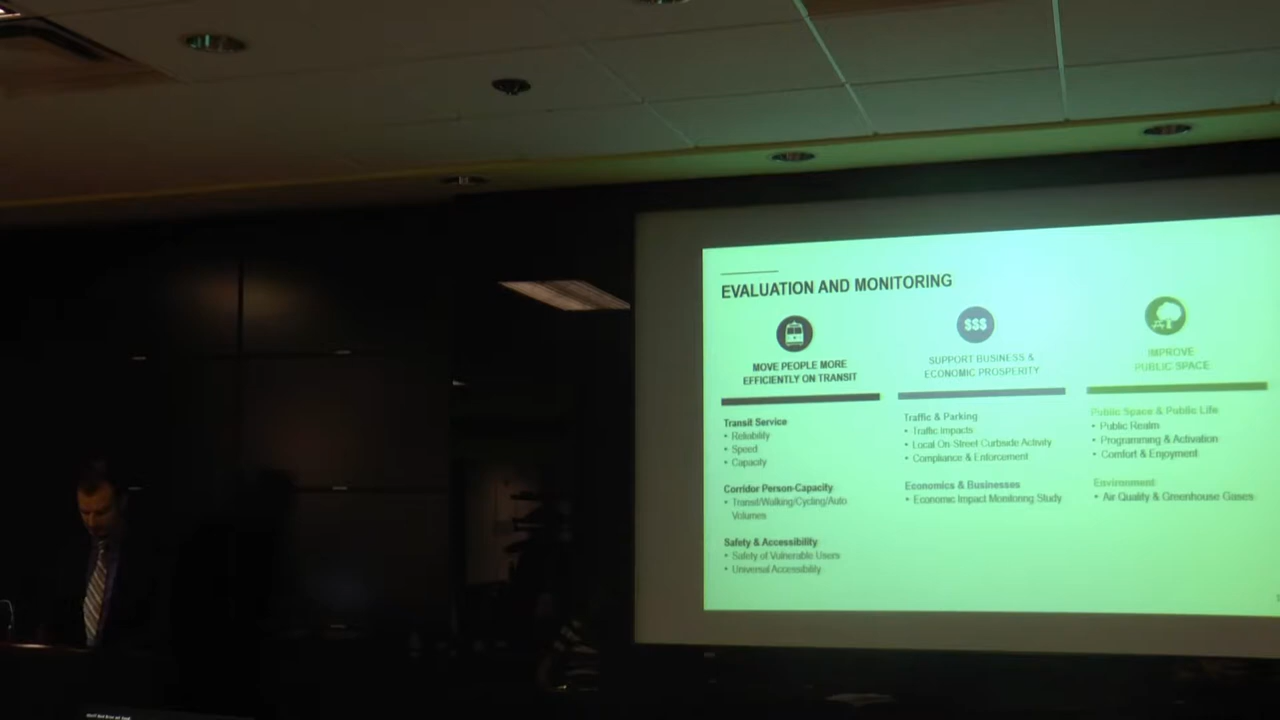 EVALUATION AND MONITORING
MOVE PEOPLE MORE
EFFICIENTLY ON TRANSIT
Transit Service
• Reliability
• Speed
• Capacity
Corridor Person-Capacity
• Transit/Walking/Cycling/Auto
Volumes
Safety & Accessibility
• Safety of Vulnerable Users
• Universal Accessibility
$$$
SUPPORT BUSINESS &
ECONOMIC PROSPERITY
Traffic & Parking
• Traffic Impacts
• Local On-Street Curbside Activity
• Compliance & Enforcement
Economics & Businesses
• Economic Impact Monitoring Study
IMPROVE
PUBLIC SPACE
Public Space & Public Life
• Public Realm
• Programming & Activation
• Comfort & Enjoyment
Environment
• Air Quality & Greenhouse Gases